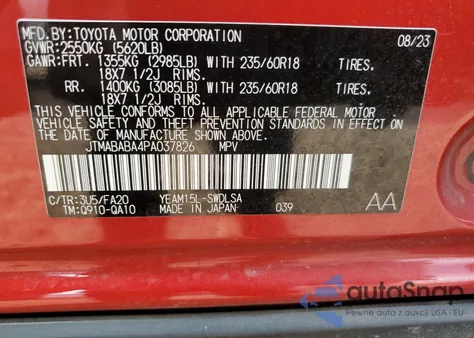 MFD.BY:TOYOTA MOTOR CORPORATION 08/23
GVWR:2550KG (5620LB)
GAWR:FRT. 1355KG (2985LB) WITH 235/60R18 TIRES.
18X7 1/2J RIMS.
RR. 1400KG (3085LB) WITH 235/60R18 TIRES.
18X7 1/2J RIMS.
THIS VEHICLE CONFORMS TO ALL APPLICABLE FEDERAL MOTOR
VEHICLE SAFETY AND THEFT PREVENTION STANDARDS IN EFFECT ON
THE DATE OF MANUFACTURE SHOWN ABOVE.
JTMABABA4PA037826 MPV
C/TR:3U5/FA20 YEAM15L-SWDLSA
TM:Q910-QA10 MADE IN JAPAN 039 AA
autoSnap
Pewne auta z aukcji USA i EU